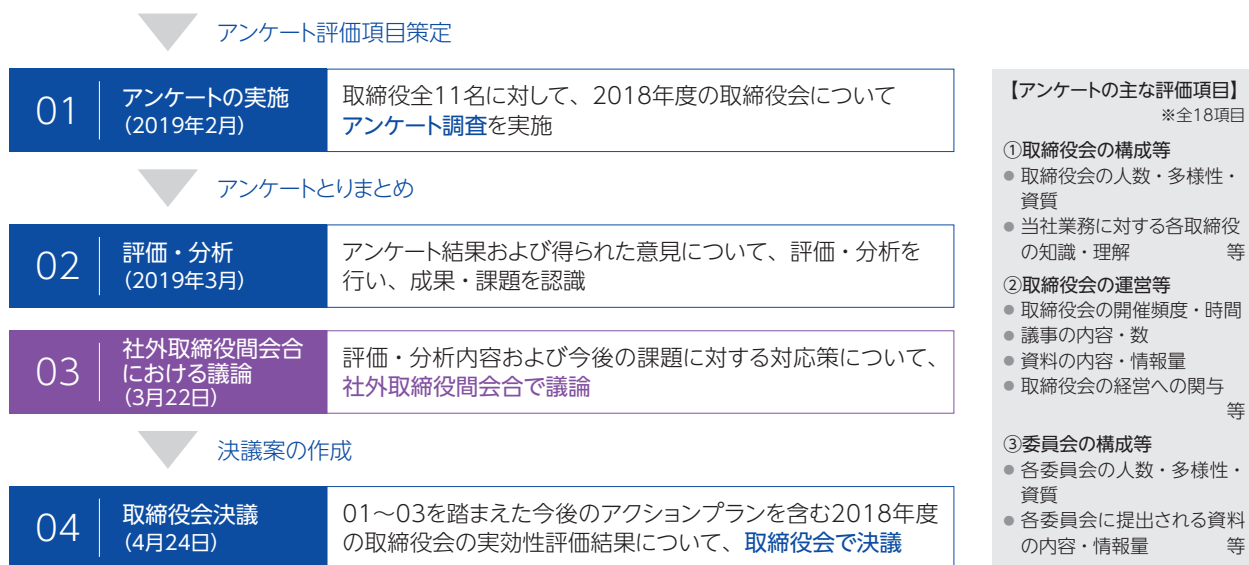 アンケート評価項目策定
01
アンケートの実施
(2019年2月)
取締役全11名に対して、2018年度の取締役会について
アンケート調査を実施
アンケートとりまとめ
02
評価・分析
(2019年3月)
アンケート結果および得られた意見について、評価・分析を
行い、成果・課題を認識
03
社外取締役間会合
における議論
(3月22日)
評価・分析内容および今後の課題に対する対応策について、
社外取締役間会合で議論
決議案の作成
04
取締役会決議
(4月24日)
01～03を踏まえた今後のアクションプランを含む2018年度
の取締役会の実効性評価結果について、取締役会で決議
【アンケートの主な評価項目】
※全18項目
①取締役会の構成等
● 取締役会の人数・多様性・
資質
● 当社業務に対する各取締役
の知識・理解 等
②取締役会の運営等
● 取締役会の開催頻度・時間
● 議事の内容・数
● 資料の内容・情報量
● 取締役会の経営への関与
等
③委員会の構成等
● 各委員会の人数・多様性・
資質
● 各委員会に提出される資料
の内容・情報量 等